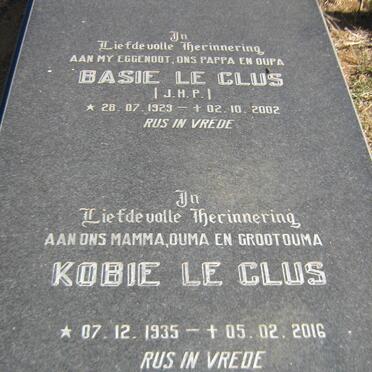 In
Liefdevolle Herinnering
AAN MY EGGENOOT, ONS PAPPA EN OUPA
BASIE LE CLUS
[J.H.P.]
★ 28.07.1929 – ✝ 02.10.2002
RUS IN VREDE
In
Liefdevolle Herinnering
AAN ONS MAMMA, OUMA EN GROOTOUMA
KOBIE LE CLUS
★ 07.12.1935 – ✝ 05.02.2016
RUS IN VREDE